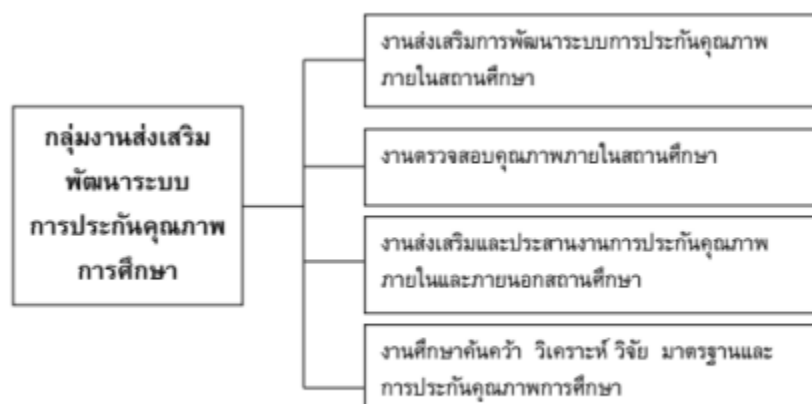 กลุ่มงานส่งเสริม
พัฒนาระบบ
การประกันคุณภาพ
การศึกษา
งานส่งเสริมการพัฒนาระบบการประกันคุณภาพ
ภายในสถานศึกษา
งานตรวจสอบคุณภาพภายในสถานศึกษา
งานส่งเสริมและประสานงานการประกันคุณภาพ
ภายในและภายนอกสถานศึกษา
งานศึกษาค้นคว้า วิเคราะห์ วิจัย มาตรฐานและ
การประกันคุณภาพการศึกษา